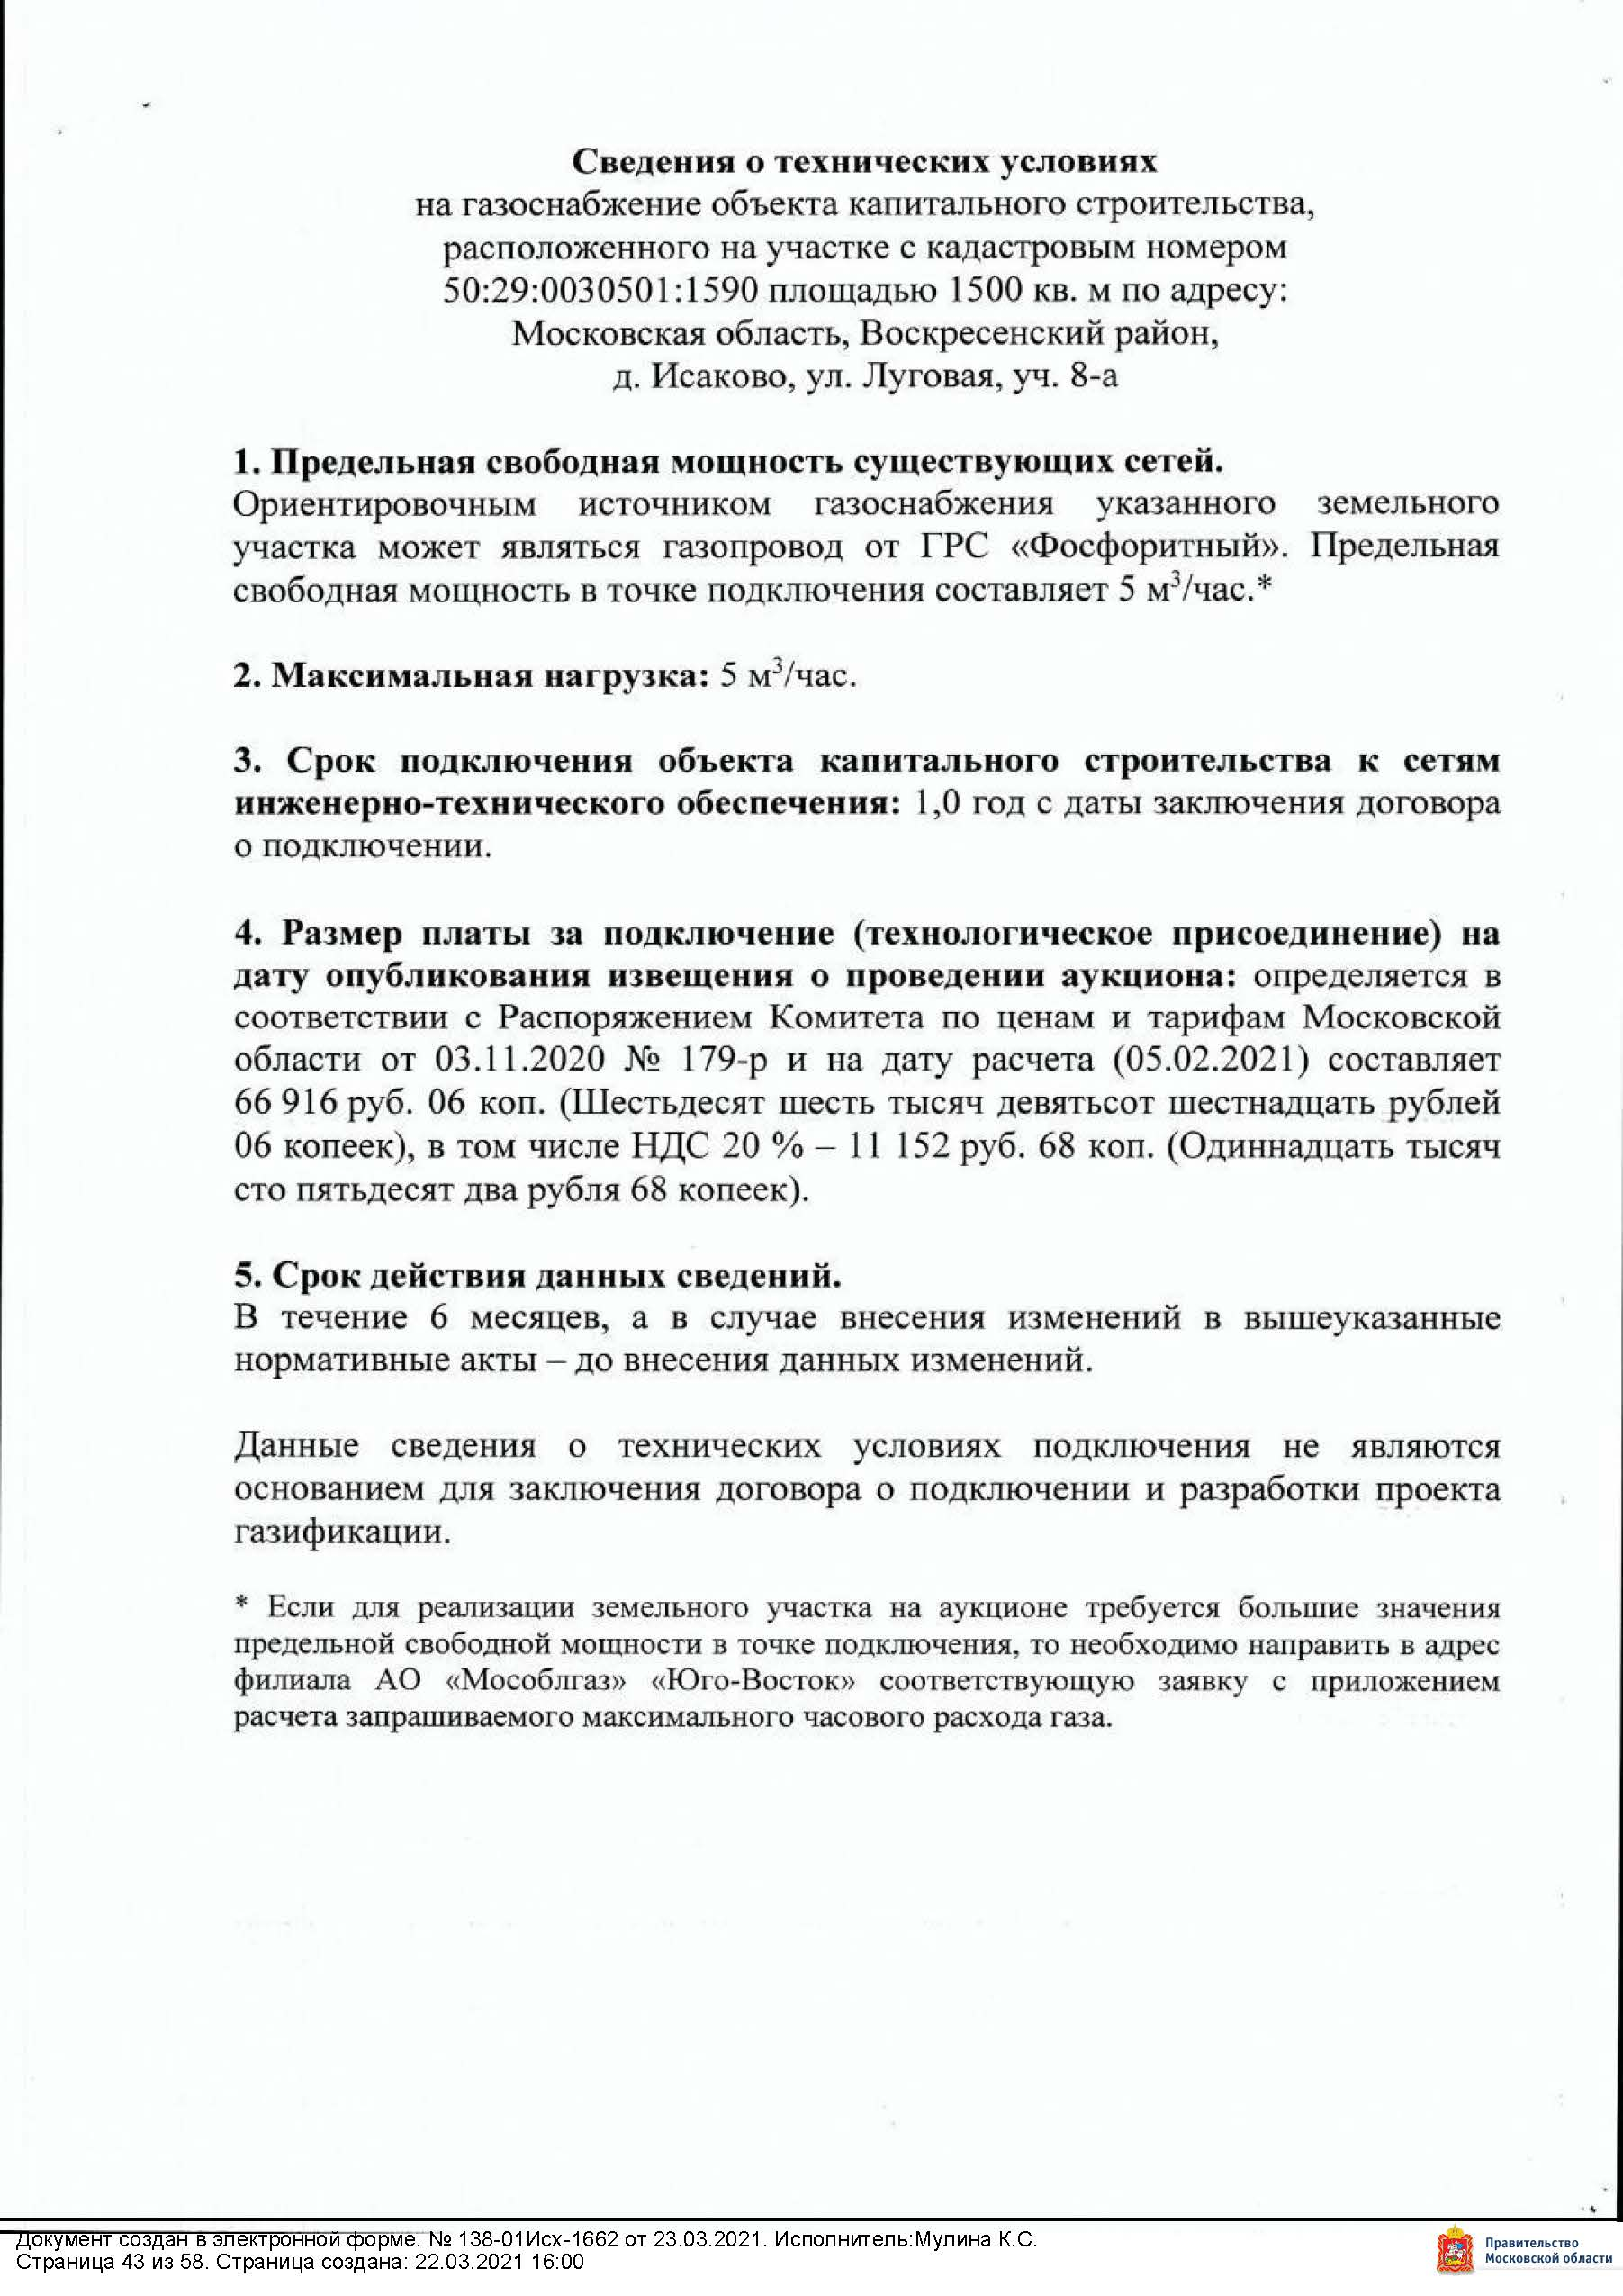 Сведения о технических условиях
на газоснабжение объекта капитального строительства,
расположенного на участке с кадастровым номером
50:29:0030501:1590 площадью 1500 кв. м по адресу:
Московская область, Воскресенский район,
д. Исаково, ул. Луговая, уч. 8-а
1. Предельная свободная мощность существующих сетей.
Ориентировочным источником газоснабжения указанного земельного
участка может являться газопровод от ГРС «Фосфоритный». Предельная
свободная мощность в точке подключения составляет 5 м³/час.*
2. Максимальная нагрузка: 5 м³/час.
3. Срок подключения объекта капитального строительства к сетям
инженерно-технического обеспечения: 1,0 год с даты заключения договора
о подключении.
4. Размер платы за подключение (технологическое присоединение) на
дату опубликования извещения о проведении аукциона: определяется в
соответствии с Распоряжением Комитета по ценам и тарифам Московской
области от 03.11.2020 № 179-р и на дату расчета (05.02.2021) составляет
66 916 руб. 06 коп. (Шестьдесят шесть тысяч девятьсот шестнадцать рублей
06 копеек), в том числе НДС 20 % – 11 152 руб. 68 коп. (Одиннадцать тысяч
сто пятьдесят два рубля 68 копеек).
5. Срок действия данных сведений.
В течение 6 месяцев, а в случае внесения изменений в вышеуказанные
нормативные акты – до внесения данных изменений.
Данные сведения о технических условиях подключения не являются
основанием для заключения договора о подключении и разработки проекта
газификации.
* Если для реализации земельного участка на аукционе требуется большие значения
предельной свободной мощности в точке подключения, то необходимо направить в адрес
филиала АО «Мособлгаз» «Юго-Восток» соответствующую заявку с приложением
расчета запрашиваемого максимального часового расхода газа.
Документ создан в электронной форме. № 138-01Исх-1662 от 23.03.2021. Исполнитель:Мулина К.С.
Страница 43 из 58. Страница создана: 22.03.2021 16:00
Правительство
Московской области